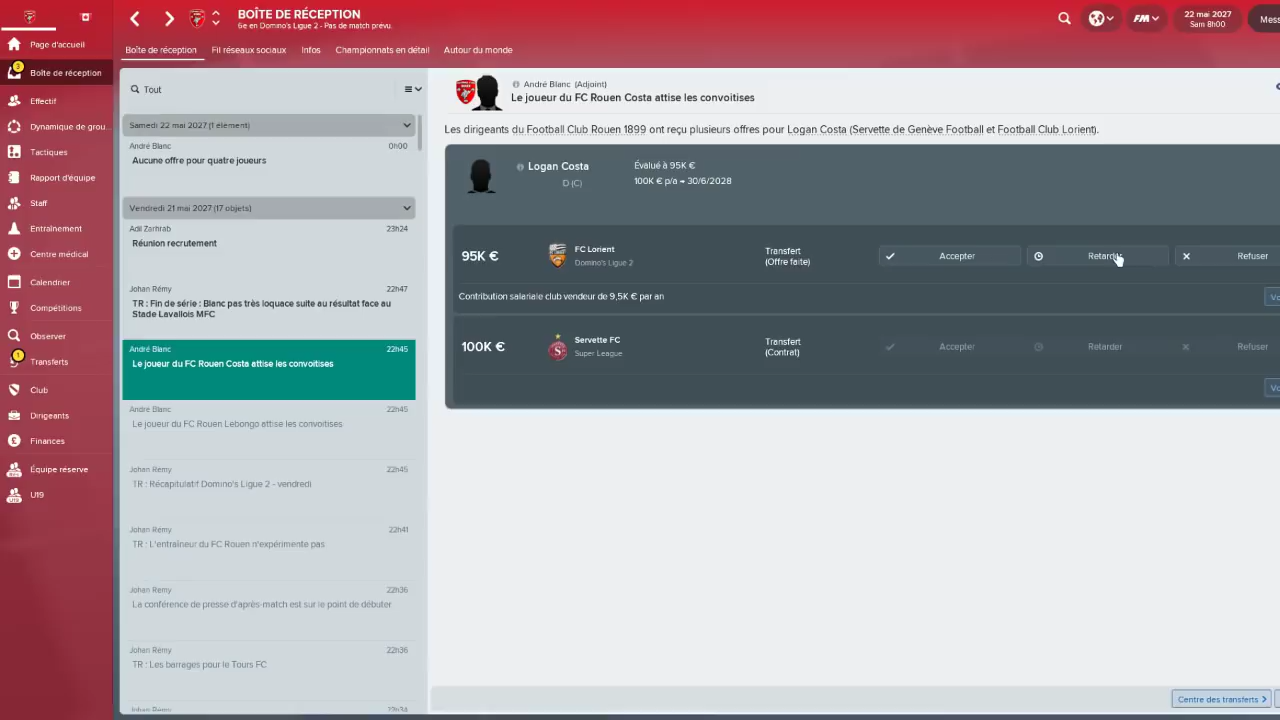 BOÎTE DE RÉCEPTION
6e en Domino's Ligue 2 - Pas de match prévu.
FM
22 mai 2027
Sam 8h00
Mess
Page d'accueil
3
Boîte de réception
Effectif
Dynamique de grou...
Tactiques
Rapport d'équipe
Staff
Entraînement
Centre médical
Calendrier
Compétitions
Observer
1
Transferts
Club
Dirigeants
Finances
Équipe réserve
U19
Boîte de réception
Fil réseaux sociaux
Infos
Championnats en détail
Autour du monde
Tout
Samedi 22 mai 2027 (1 élément)
André Blanc 0h00
Aucune offre pour quatre joueurs
Vendredi 21 mai 2027 (17 objets)
Adil Zarhrab 23h24
Réunion recrutement
Johan Rémy 22h47
TR : Fin de série : Blanc pas très loquace suite au résultat face au
Stade Lavallois MFC
André Blanc 22h45
Le joueur du FC Rouen Costa attise les convoitises
André Blanc 22h45
Le joueur du FC Rouen Lebongo attise les convoitises
Johan Rémy 22h45
TR : Récapitulatif Domino's Ligue 2 - vendredi
Johan Rémy 22h41
TR : L'entraîneur du FC Rouen n'expérimente pas
Johan Rémy 22h36
La conférence de presse d'après-match est sur le point de débuter
Johan Rémy 22h36
TR : Les barrages pour le Tours FC
Johan Rémy 22h34
André Blanc (Adjoint)
Le joueur du FC Rouen Costa attise les convoitises
Les dirigeants du Football Club Rouen 1899 ont reçu plusieurs offres pour Logan Costa (Servette de Genève Football et Football Club Lorient).
Logan Costa
D (C)
Évalué à 95K €
100K € p/a → 30/6/2028
95K €
FC Lorient
Domino's Ligue 2
Transfert
(Offre faite)
Accepter
Retarder
Refuser
Contribution salariale club vendeur de 9,5K € par an
Vo
100K €
Servette FC
Super League
Transfert
(Contrat)
Accepter
Retarder
Refuser
Vo
Centre des transferts >